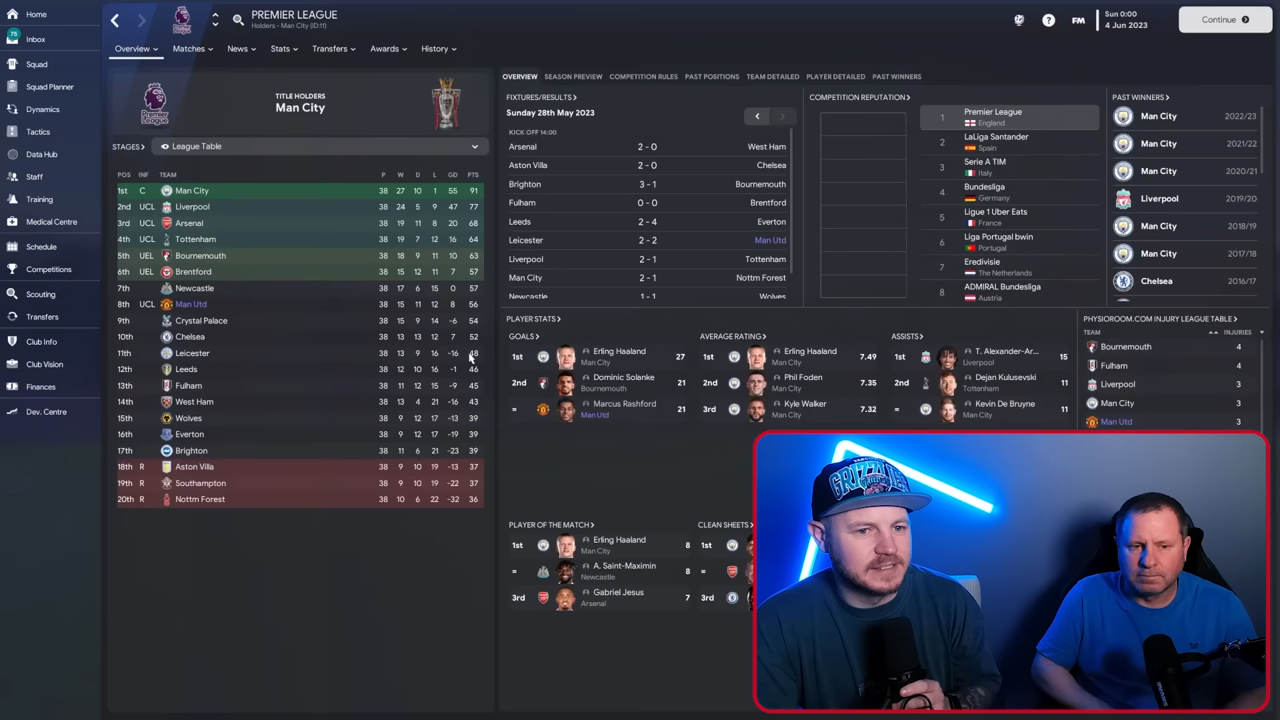 Home
75
Inbox
Squad
Squad Planner
Dynamics
Tactics
Data Hub
Staff
Training
Medical Centre
Schedule
Competitions
Scouting
Transfers
Club Info
Club Vision
Finances
Dev. Centre
PREMIER LEAGUE
Holders - Man City (ID:11)
FM
Sun 0:00
4 Jun 2023
Continue
Overview
Matches
News
Stats
Transfers
Awards
History
TITLE HOLDERS
Man City
STAGES
League Table
POS INF TEAM P W D L GD PTS
1st C Man City 38 27 10 1 55 91
2nd UCL Liverpool 38 24 5 9 47 77
3rd UCL Arsenal 38 19 11 8 20 68
4th UCL Tottenham 38 19 7 12 16 64
5th UEL Bournemouth 38 18 9 11 10 63
6th UEL Brentford 38 15 12 11 7 57
7th Newcastle 38 17 6 15 0 57
8th UCL Man Utd 38 15 11 12 8 56
9th Crystal Palace 38 15 9 14 -6 54
10th Chelsea 38 13 13 12 7 52
11th Leicester 38 13 9 16 -16 48
12th Leeds 38 12 10 16 -1 46
13th Fulham 38 11 12 15 -9 45
14th West Ham 38 13 4 21 -16 43
15th Wolves 38 9 12 17 -13 39
16th Everton 38 9 12 17 -19 39
17th Brighton 38 11 6 21 -23 39
18th R Aston Villa 38 9 10 19 -13 37
19th R Southampton 38 9 10 19 -22 37
20th R Nottm Forest 38 10 6 22 -32 36
OVERVIEW SEASON PREVIEW COMPETITION RULES PAST POSITIONS TEAM DETAILED PLAYER DETAILED PAST WINNERS
FIXTURES/RESULTS
Sunday 28th May 2023
KICK OFF 14:00
Arsenal 2 - 0 West Ham
Aston Villa 2 - 0 Chelsea
Brighton 3 - 1 Bournemouth
Fulham 0 - 0 Brentford
Leeds 2 - 4 Everton
Leicester 2 - 2 Man Utd
Liverpool 2 - 1 Tottenham
Man City 2 - 1 Nottm Forest
Newcastle 1 - 1 Wolves
COMPETITION REPUTATION
1 Premier League
England
2 LaLiga Santander
Spain
3 Serie A TIM
Italy
4 Bundesliga
Germany
5 Ligue 1 Uber Eats
France
6 Liga Portugal bwin
Portugal
7 Eredivisie
The Netherlands
8 ADMIRAL Bundesliga
Austria
PAST WINNERS
Man City 2022/23
Man City 2021/22
Man City 2020/21
Liverpool 2019/20
Man City 2018/19
Man City 2017/18
Chelsea 2016/17
PLAYER STATS
GOALS
1st Erling Haaland 27
Man City
2nd Dominic Solanke 21
Bournemouth
= Marcus Rashford 21
Man Utd
AVERAGE RATING
1st Erling Haaland 7.49
Man City
2nd Phil Foden 7.35
Man City
3rd Kyle Walker 7.32
Man City
ASSISTS
1st T. Alexander-Ar... 15
Liverpool
2nd Dejan Kulusevski 11
Tottenham
= Kevin De Bruyne 11
Man City
PHYSIOROOM.COM INJURY LEAGUE TABLE
TEAM INJURIES
Bournemouth 4
Fulham 4
Liverpool 3
Man City 3
Man Utd 3
PLAYER OF THE MATCH
1st Erling Haaland 8
Man City
= A. Saint-Maximin 8
Newcastle
3rd Gabriel Jesus 7
Arsenal
CLEAN SHEETS
1st
=
3rd
VANCOUVER
GRIZZLIES